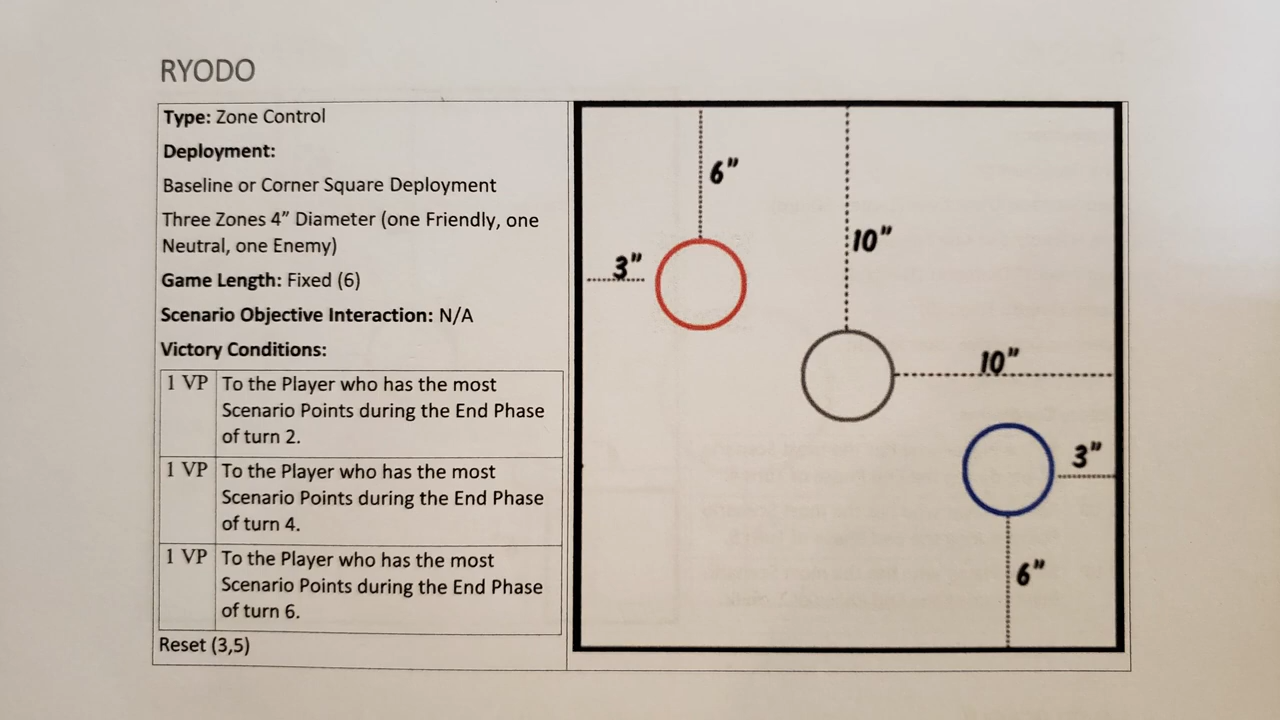 RYODO
Type: Zone Control
Deployment:
Baseline or Corner Square Deployment
Three Zones 4” Diameter (one Friendly, one
Neutral, one Enemy)
Game Length: Fixed (6)
Scenario Objective Interaction: N/A
Victory Conditions:
1 VP To the Player who has the most
Scenario Points during the End Phase
of turn 2.
1 VP To the Player who has the most
Scenario Points during the End Phase
of turn 4.
1 VP To the Player who has the most
Scenario Points during the End Phase
of turn 6.
Reset (3,5)
6”
10”
3”
10”
3”
6”